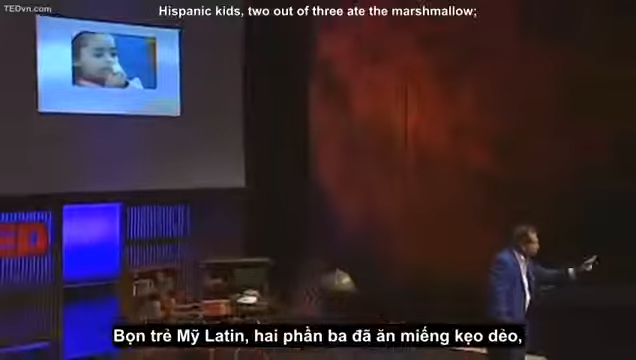 TEDvn.com
Hispanic kids, two out of three ate the marshmallow;
ED
Bọn trẻ Mỹ Latin, hai phần ba đã ăn miếng kẹo dẻo,